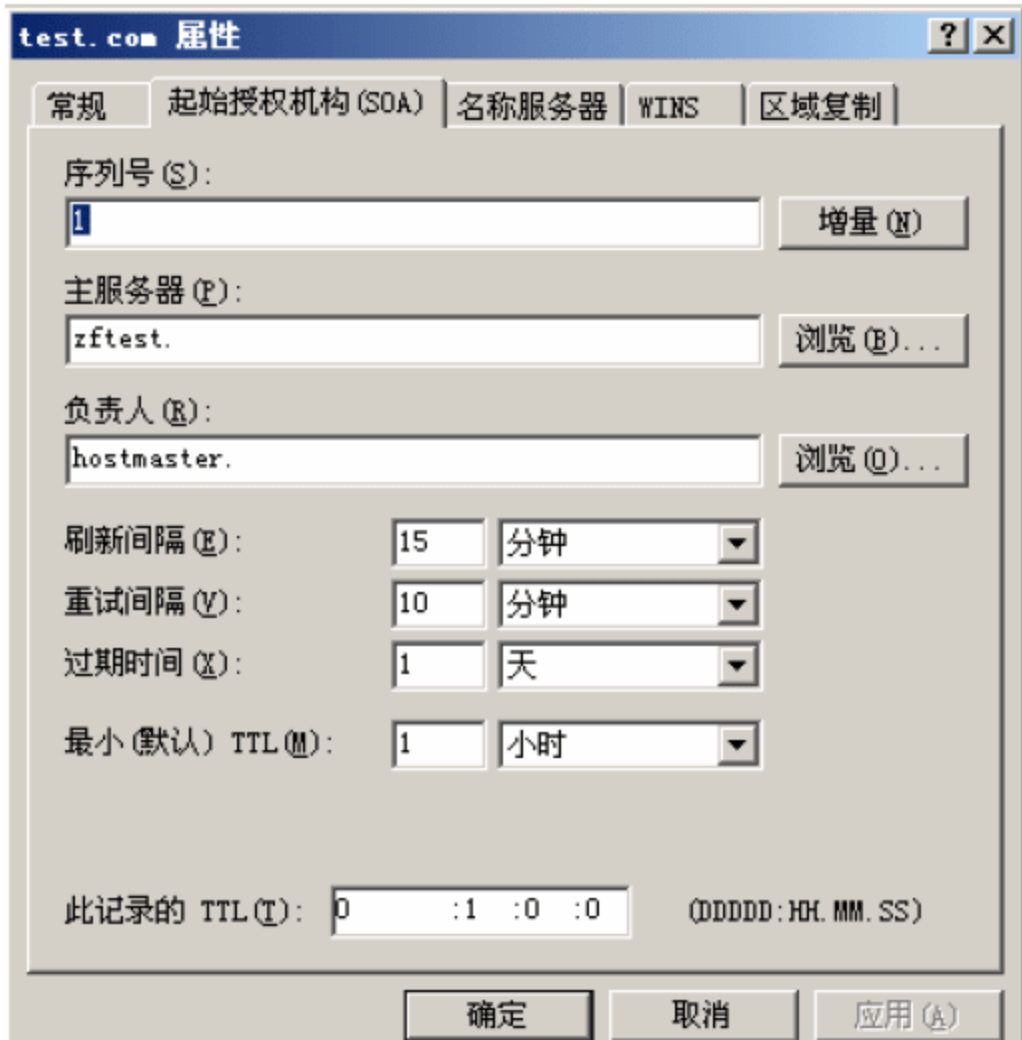 test.com 属性
常规 起始授权机构(SOA) 名称服务器 WINS 区域复制
序列号(S):
1 增量(N)
主服务器(P):
zftest. 浏览(B)...
负责人(R):
hostmaster. 浏览(O)...
刷新间隔(E): 15 分钟
重试间隔(V): 10 分钟
过期时间(X): 1 天
最小(默认) TTL(M): 1 小时
此记录的 TTL(T): 0 :1 :0 :0 (DDDDD:HH.MM.SS)
确定 取消 应用(A)